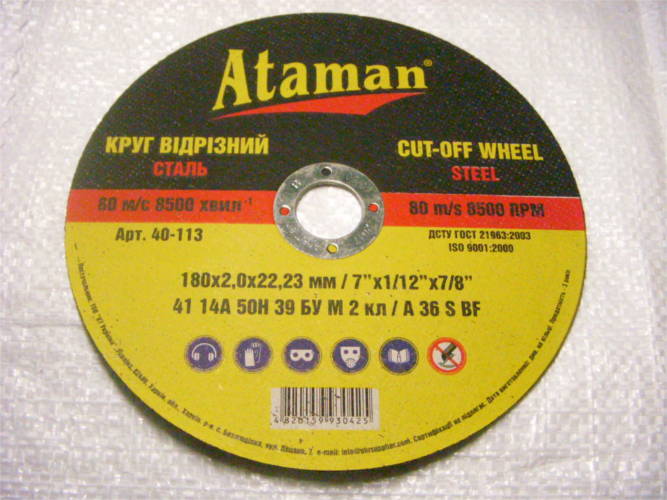 Ataman®
КРУГ ВІДРІЗНИЙ
СТАЛЬ
CUT-OFF WHEEL
STEEL
80 м/с 8500 хвил⁻¹
80 m/s 8500 RPM
Арт. 40-113
ДСТУ ГОСТ 21963:2003
ISO 9001:2000
180x2,0x22,23 мм / 7”x1/12”x7/8”
41 14А 50Н 39 БУ М 2 кл / A 36 S BF
4820159930425